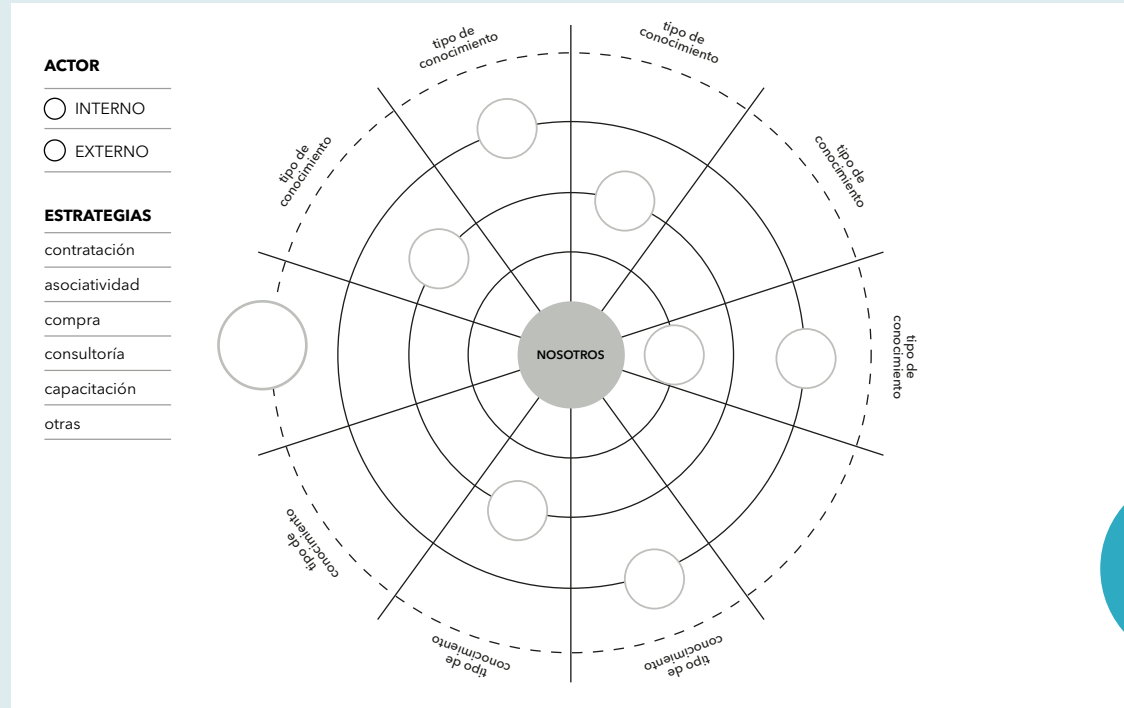 ACTOR
INTERNO
EXTERNO
ESTRATEGIAS
contratación
asociatividad
compra
consultoría
capacitación
otras
tipo de
conocimiento
tipo de
conocimiento
tipo de
conocimiento
tipo de
conocimiento
tipo de
conocimiento
NOSOTROS
tipo de
conocimiento
tipo de
conocimiento
tipo de
conocimiento